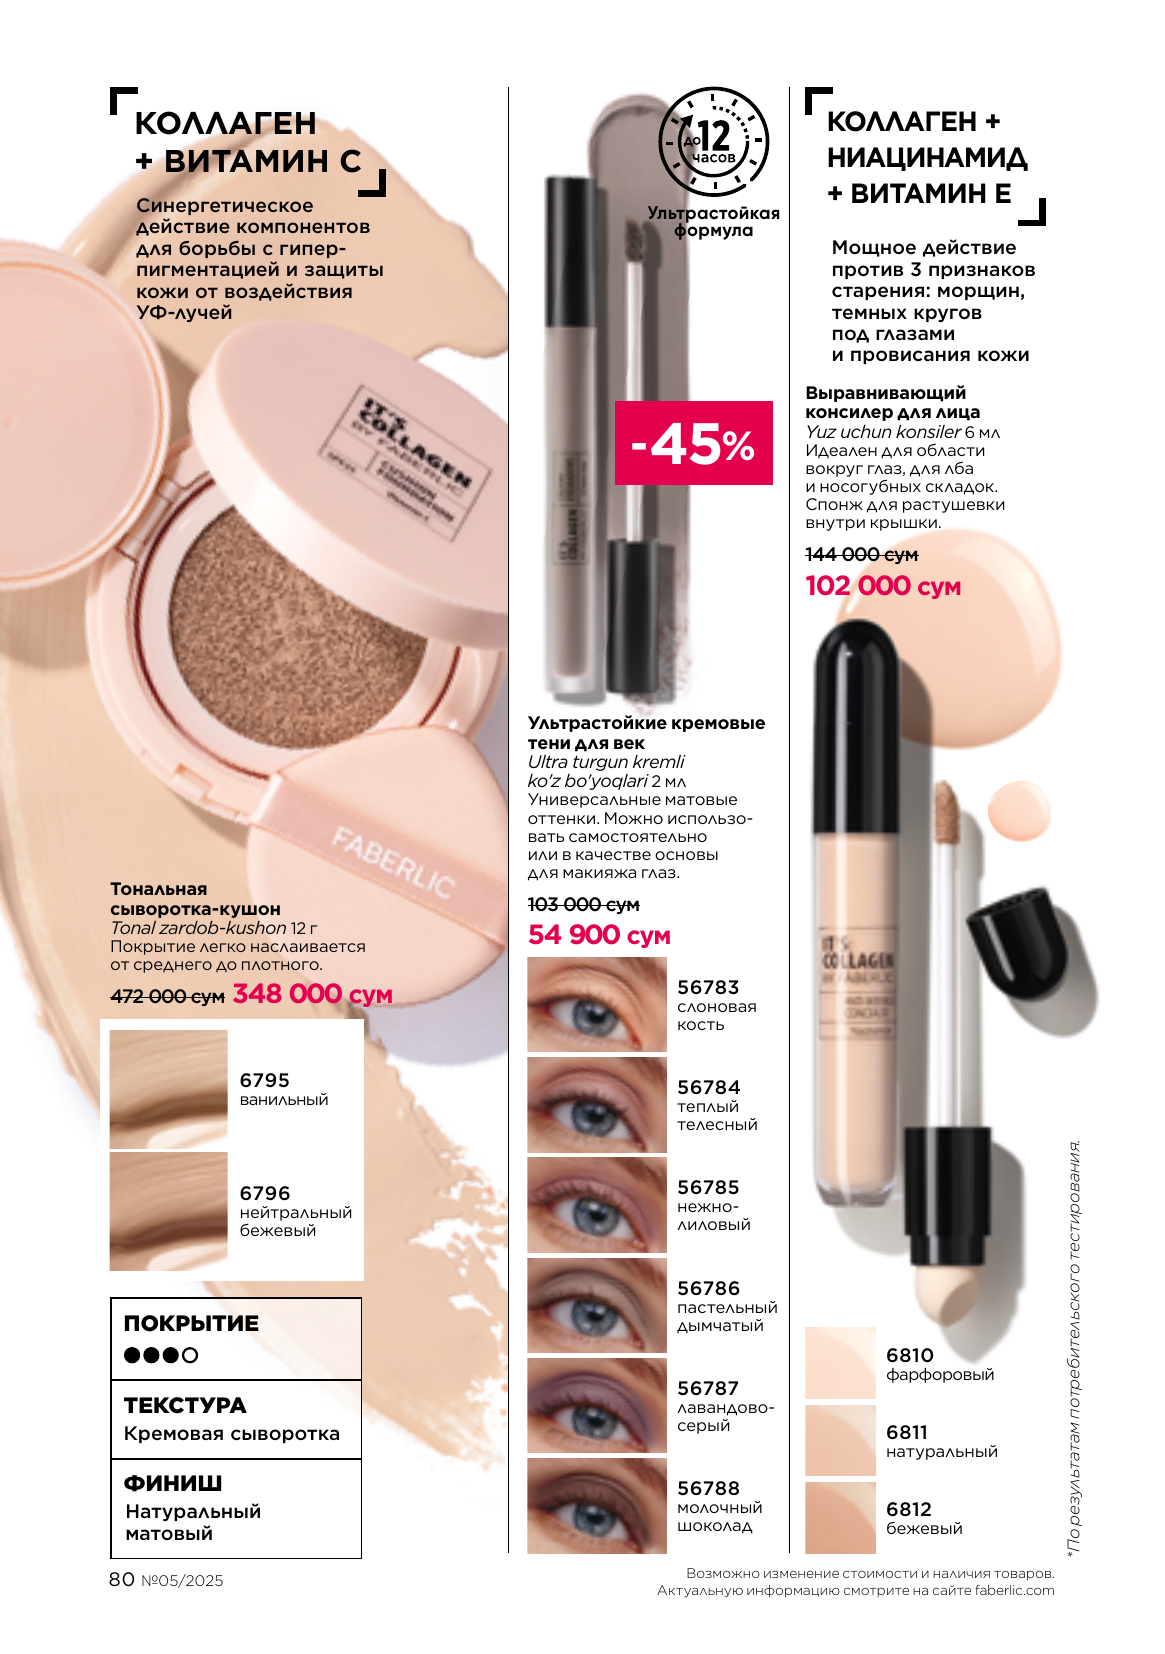 КОЛЛАГЕН
+ ВИТАМИН С
Синергетическое
действие компонентов
для борьбы с гипер-
пигментацией и защиты
кожи от воздействия
УФ-лучей
IT'S
COLLAGEN
BY FABERLIC
CUSHION
FOUNDATION
FABERLIC
Тональная
сыворотка-кушон
Tonal zardob-kushon 12 г
Покрытие легко наслаивается
от среднего до плотного.
472 000 сум 348 000 сум
6795
ванильный
6796
нейтральный
бежевый
ПОКРЫТИЕ
ТЕКСТУРА
Кремовая сыворотка
ФИНИШ
Натуральный
матовый
до 12
часов
Ультрастойкая
формула
-45%
COLLAGEN
Ультрастойкие кремовые
тени для век
Ultra turgun kremli
ko'z bo'yoqlari 2 мл
Универсальные матовые
оттенки. Можно использо-
вать самостоятельно
или в качестве основы
для макияжа глаз.
103 000 сум
54 900 сум
56783
слоновая
кость
56784
теплый
телесный
56785
нежно-
лиловый
56786
пастельный
дымчатый
56787
лавандово-
серый
56788
молочный
шоколад
КОЛЛАГЕН +
НИАЦИНАМИД
+ ВИТАМИН Е
Мощное действие
против 3 признаков
старения: морщин,
темных кругов
под глазами
и провисания кожи
Выравнивающий
консилер для лица
Yuz uchun konsiler 6 мл
Идеален для области
вокруг глаз, для лба
и носогубных складок.
Спонж для растушевки
внутри крышки.
144 000 сум
102 000 сум
IT'S
COLLAGEN
BY FABERLIC
6810
фарфоровый
6811
натуральный
6812
бежевый
*По результатам потребительского тестирования.
80 №05/2025
Возможно изменение стоимости и наличия товаров.
Актуальную информацию смотрите на сайте faberlic.com